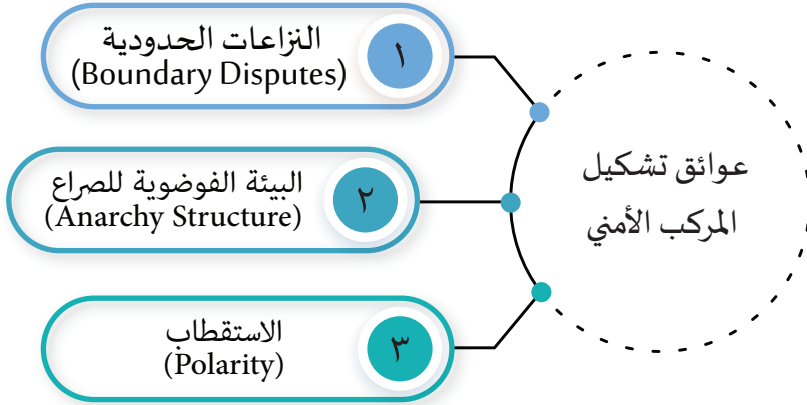 عوائق تشكيل
المركب الأمني
١
النزاعات الحدودية
(Boundary Disputes)
٢
البيئة الفوضوية للصراع
(Anarchy Structure)
٣
الاستقطاب
(Polarity)